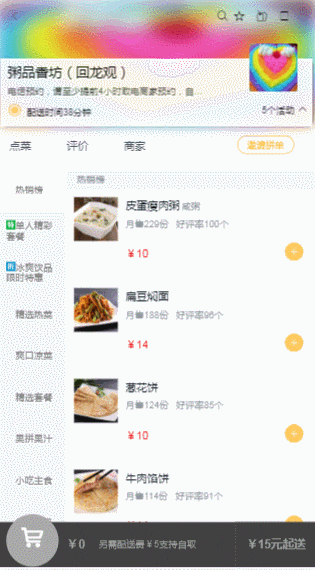 粥品香坊（回龙观）
电话预约，请至少提前4小时致电商家预约，自...
配送时间38分钟
5个活动
点菜
评价
商家
邀请拼单
热销榜
单人精彩
套餐
冰爽饮品
限时特惠
精选热菜
爽口凉菜
精选套餐
果拼果汁
小吃主食
热销榜
皮蛋瘦肉粥 咸粥
月售229份 好评率100个
￥10
扁豆焖面
月售188份 好评率96个
￥14
葱花饼
月售124份 好评率85个
￥10
牛肉馅饼
月售114份 好评率91个
￥0
另需配送费￥5支持自取
￥15元起送